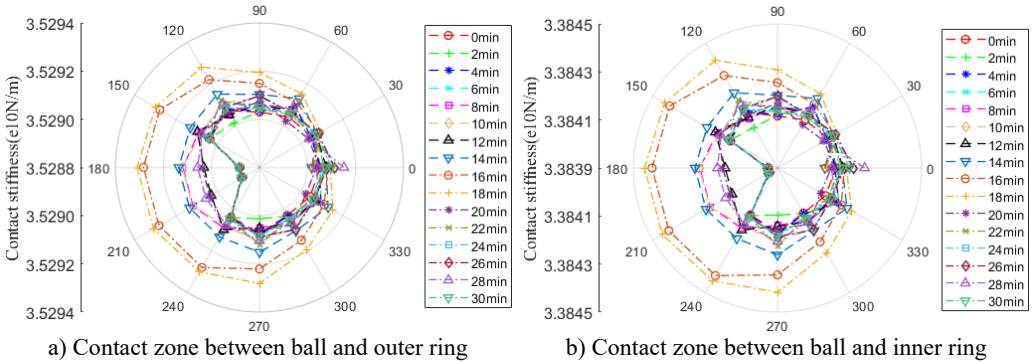 Contact stiffness(e10N/m)
3.5294
3.5292
3.5290
3.5288
3.5290
3.5292
3.5294
90
60
30
0
330
300
270
240
210
180
150
120
0min
2min
4min
6min
8min
10min
12min
14min
16min
18min
20min
22min
24min
26min
28min
30min
a) Contact zone between ball and outer ring
Contact stiffness(e10N/m)
3.3845
3.3843
3.3841
3.3839
3.3841
3.3843
3.3845
90
60
30
0
330
300
270
240
210
180
150
120
0min
2min
4min
6min
8min
10min
12min
14min
16min
18min
20min
22min
24min
26min
28min
30min
b) Contact zone between ball and inner ring